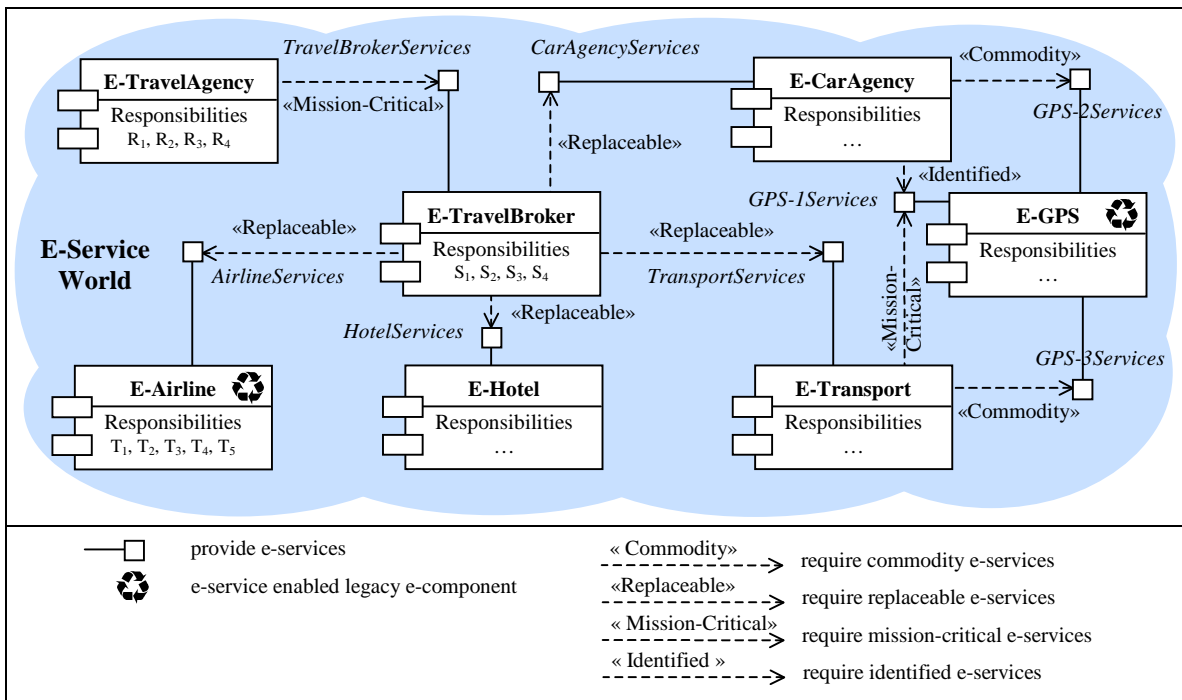 TravelBrokerServices
CarAgencyServices
E-TravelAgency
Responsibilities
R1, R2, R3, R4
«Mission-Critical»
E-CarAgency
Responsibilities
…
«Commodity»
GPS-2Services
«Replaceable»
«Identified»
GPS-1Services
E-Service
World
«Replaceable»
AirlineServices
E-TravelBroker
Responsibilities
S1, S2, S3, S4
«Replaceable»
TransportServices
E-GPS
Responsibilities
…
«Replaceable»
HotelServices
«Mission-
Critical»
GPS-3Services
E-Airline
Responsibilities
T1, T2, T3, T4, T5
E-Hotel
Responsibilities
…
E-Transport
Responsibilities
…
«Commodity»
provide e-services
e-service enabled legacy e-component
« Commodity»
require commodity e-services
«Replaceable»
require replaceable e-services
« Mission-Critical»
require mission-critical e-services
« Identified »
require identified e-services